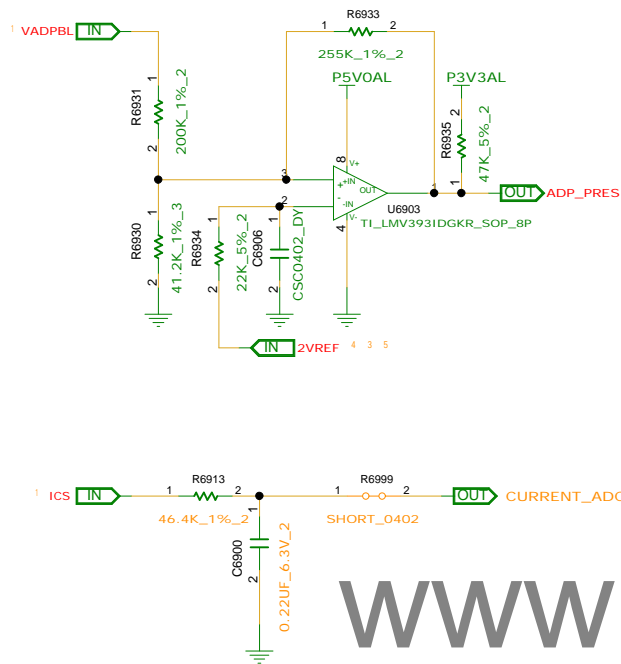 R6933
1 VADPBL IN
1 2
255K_1%_2
P5V0AL P3V3AL
1
R6931
200K_1%_2
2
2
R6935
47K_5%_2
1
8 V+
3 + +IN
OUT 1 OUT ADP_PRES
2 - -IN
V-
4
U6903
TI_LMV393IDGKR_SOP_8P
1
R6930
41.2K_1%_3
2
1
R6934
22K_5%_2
2
1
C6906
CSC0402_DY
2
IN 2VREF 4 3 5
1 ICS IN
1 R6913 2
46.4K_1%_2
1 R6999 2
SHORT_0402
OUT CURRENT_ADC
1
C6900
0.22UF_6.3V_2
2
WWW